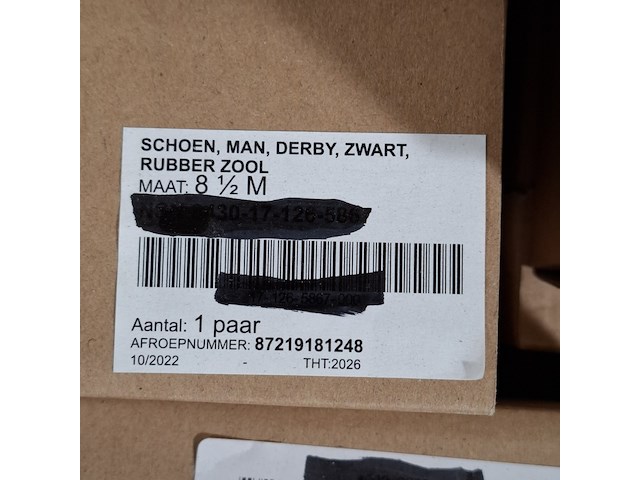 SCHOEN, MAN, DERBY, ZWART,
RUBBER ZOOL
MAAT: 8 ½ M
Aantal: 1 paar
AFROEPNUMMER: 87219181248
10/2022 THT:2026